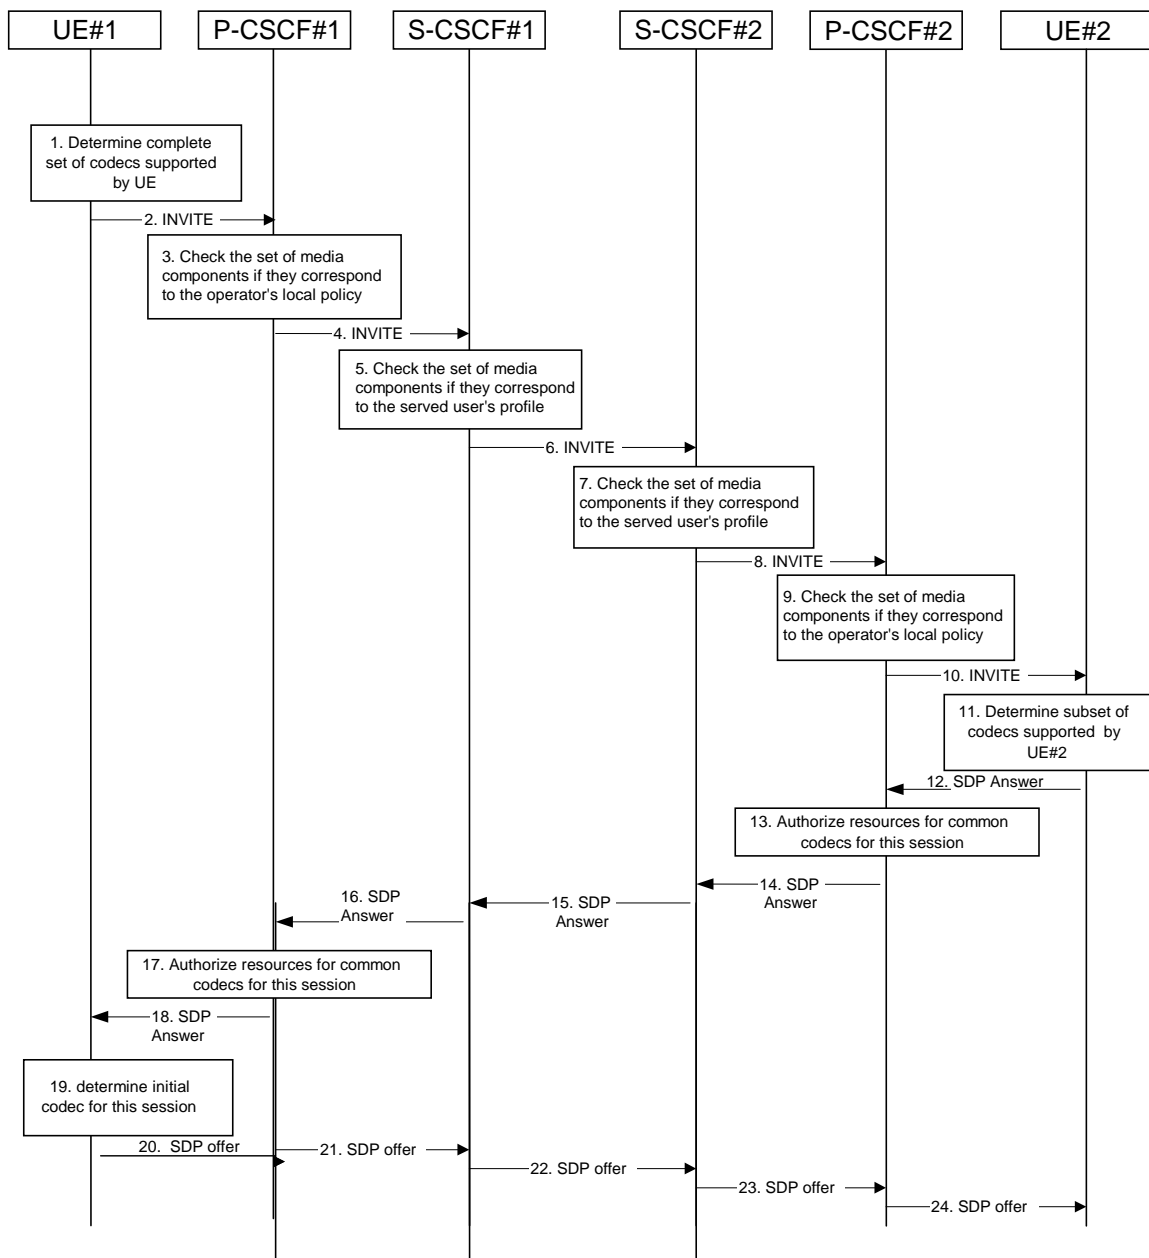 UE#1
P-CSCF#1
S-CSCF#1
S-CSCF#2
P-CSCF#2
UE#2
1. Determine complete
set of codecs supported
by UE
2. INVITE
3. Check the set of media
components if they correspond
to the operator's local policy
4. INVITE
5. Check the set of media
components if they correspond
to the served user's profile
6. INVITE
7. Check the set of media
components if they correspond
to the served user's profile
8. INVITE
9. Check the set of media
components if they correspond
to the operator's local policy
10. INVITE
11. Determine subset of
codecs supported by
UE#2
12. SDP Answer
13. Authorize resources for common
codecs for this session
14. SDP
Answer
15. SDP
Answer
16. SDP
Answer
17. Authorize resources for common
codecs for this session
18. SDP
Answer
19. determine initial
codec for this session
20. SDP offer
21. SDP offer
22. SDP offer
23. SDP offer
24. SDP offer